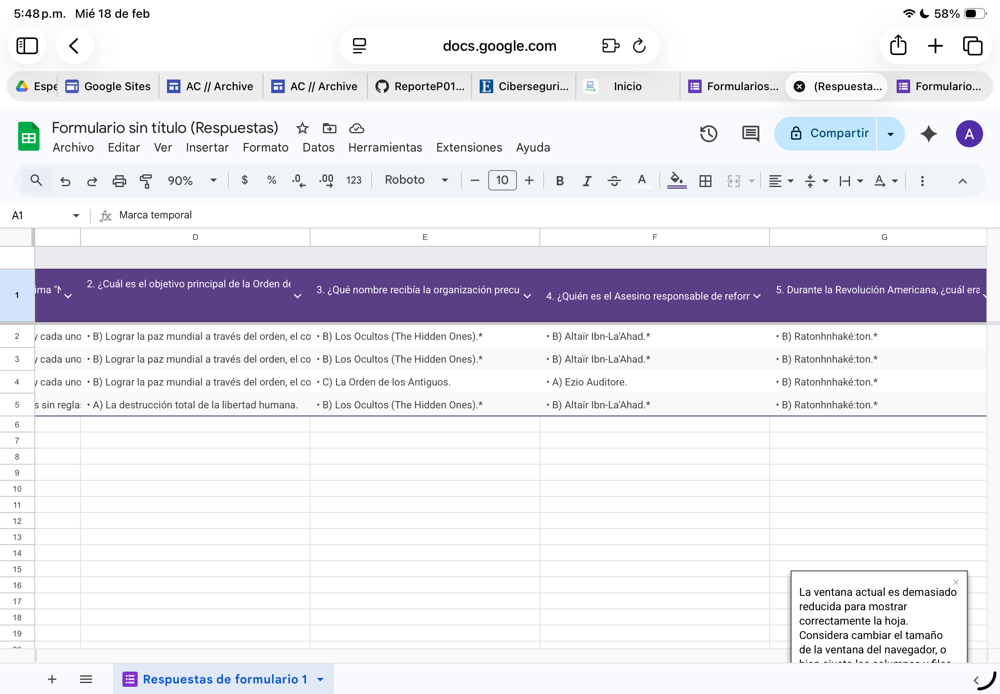 5:48 p.m. Mié 18 de feb 58%
docs.google.com
Espe Google Sites AC // Archive AC // Archive ReporteP01... Ciberseguri... Inicio Formularios... (Respuesta... Formulario...
Formulario sin título (Respuestas)
Compartir A
Archivo Editar Ver Insertar Formato Datos Herramientas Extensiones Ayuda
90% $ % .0 .00 123 Roboto — 10 + B I S A
A1 fx Marca temporal
D E F G
1 ima "N 2. ¿Cuál es el objetivo principal de la Orden de 3. ¿Qué nombre recibía la organización precu 4. ¿Quién es el Asesino responsable de reforr 5. Durante la Revolución Americana, ¿cuál era
2 y cada uno • B) Lograr la paz mundial a través del orden, el co • B) Los Ocultos (The Hidden Ones).* • B) Altaïr Ibn-La'Ahad.* • B) Ratonhnhaké:ton.*
3 y cada uno • B) Lograr la paz mundial a través del orden, el co • B) Los Ocultos (The Hidden Ones).* • B) Altaïr Ibn-La'Ahad.* • B) Ratonhnhaké:ton.*
4 y cada uno • B) Lograr la paz mundial a través del orden, el co • C) La Orden de los Antiguos. • A) Ezio Auditore. • B) Ratonhnhaké:ton.*
5 s sin regla • A) La destrucción total de la libertad humana. • B) Los Ocultos (The Hidden Ones).* • B) Altaïr Ibn-La'Ahad.* • B) Ratonhnhaké:ton.*
6
7
8
9
10
11
12
13
14
15
16
17
18
19
La ventana actual es demasiado
reducida para mostrar
correctamente la hoja.
Considera cambiar el tamaño
de la ventana del navegador, o
bien ajusta las columnas y filas
Respuestas de formulario 1